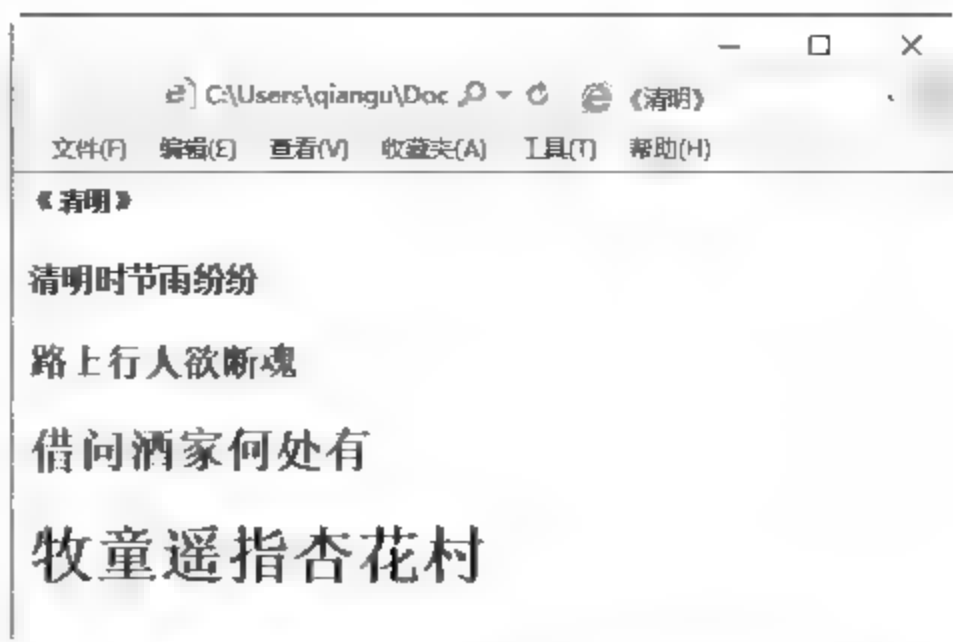 C:\Users\qiangu\Doc 《清明》
文件(F) 编辑(E) 查看(V) 收藏夹(A) 工具(T) 帮助(H)
《清明》
清明时节雨纷纷
路上行人欲断魂
借问酒家何处有
牧童遥指杏花村